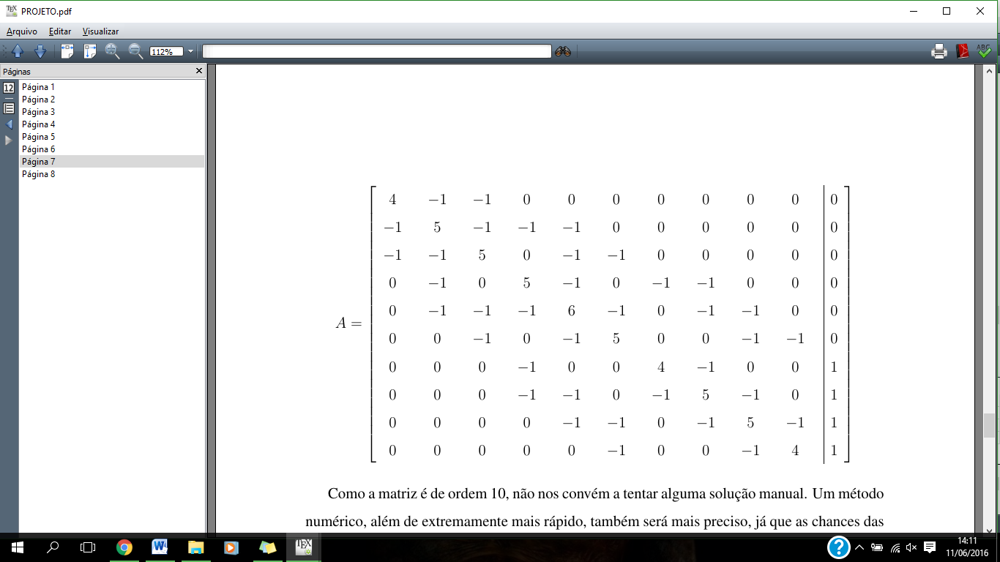 PROJETO.pdf
Arquivo Editar Visualizar
112%
ABC
Páginas
12
Página 1
Página 2
Página 3
Página 4
Página 5
Página 6
Página 7
Página 8
4 −1 −1 0 0 0 0 0 0 0 0
−1 5 −1 −1 −1 0 0 0 0 0 0
−1 −1 5 0 −1 −1 0 0 0 0 0
0 −1 0 5 −1 0 −1 −1 0 0 0
A = 0 −1 −1 −1 6 −1 0 −1 −1 0 0
0 0 −1 0 −1 5 0 0 −1 −1 0
0 0 0 −1 0 0 4 −1 0 0 1
0 0 0 −1 −1 0 −1 5 −1 0 1
0 0 0 0 −1 −1 0 −1 5 −1 1
0 0 0 0 0 −1 0 0 −1 4 1
Como a matriz é de ordem 10, não nos convém a tentar alguma solução manual. Um método
numérico, além de extremamente mais rápido, também será mais preciso, já que as chances das
14:11
11/06/2016